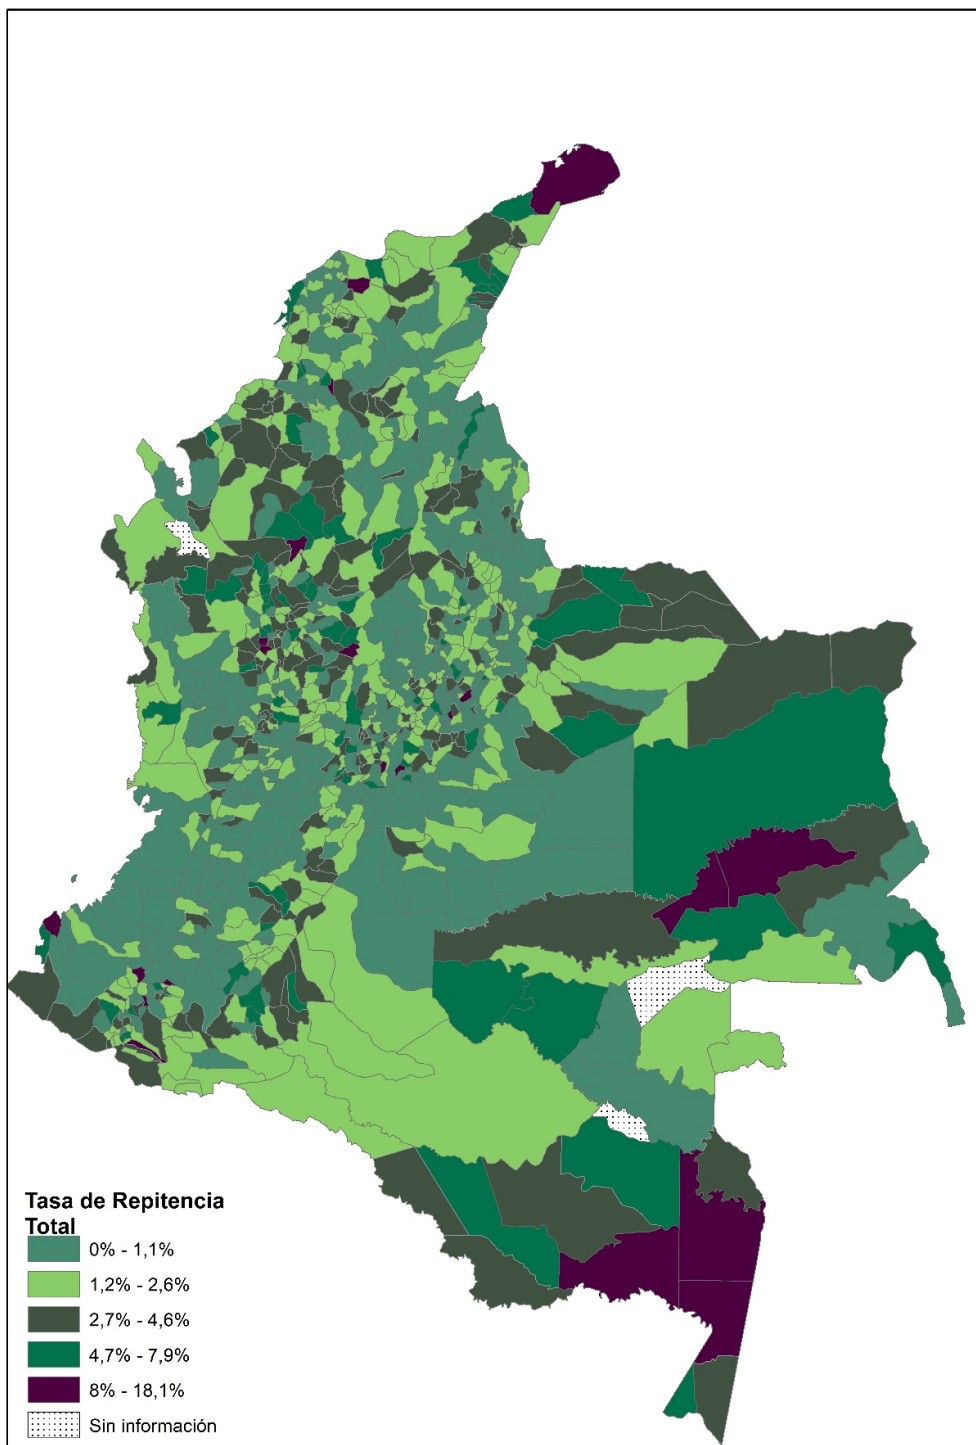 Tasa de Repitencia
Total
0% - 1,1%
1,2% - 2,6%
2,7% - 4,6%
4,7% - 7,9%
8% - 18,1%
Sin información